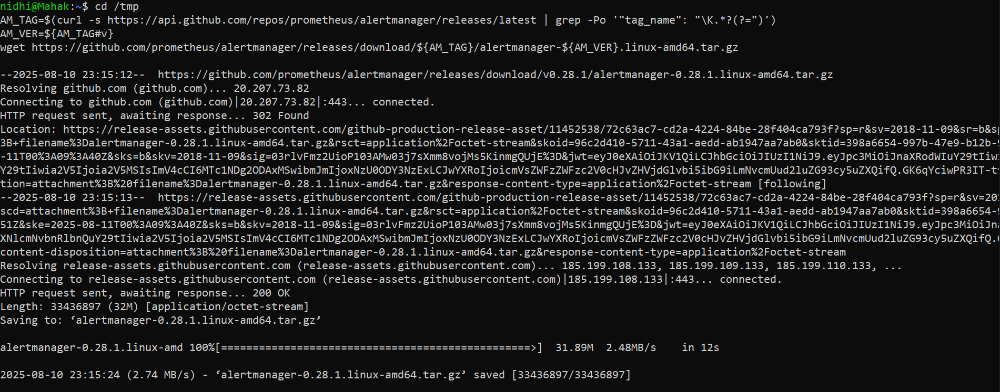 nidhi@Mahak:~$ cd /tmp
AM_TAG=$(curl -s https://api.github.com/repos/prometheus/alertmanager/releases/latest | grep -Po '"tag_name": "\K.*?(?=")')
AM_VER=${AM_TAG#v}
wget https://github.com/prometheus/alertmanager/releases/download/${AM_TAG}/alertmanager-${AM_VER}.linux-amd64.tar.gz
--2025-08-10 23:15:12--  https://github.com/prometheus/alertmanager/releases/download/v0.28.1/alertmanager-0.28.1.linux-amd64.tar.gz
Resolving github.com (github.com)... 20.207.73.82
Connecting to github.com (github.com)|20.207.73.82|:443... connected.
HTTP request sent, awaiting response... 302 Found
Location: https://release-assets.githubusercontent.com/github-production-release-asset/11452538/72c63ac7-cd2a-4224-84be-28f404ca793f?sp=r&sv=2018-11-09&sr=b&sp
3B+filename%3Dalertmanager-0.28.1.linux-amd64.tar.gz&rsct=application%2Foctet-stream&skoid=96c2d410-5711-43a1-aedd-ab1947aa7ab0&sktid=398a6654-997b-47e9-b12b-9
-11T00%3A09%3A40Z&sks=b&skv=2018-11-09&sig=03rlvFmz2UioP103AMw03j7sXmm8vojMs5KinmgQUjE%3D&jwt=eyJ0eXAiOiJKV1QiLCJhbGciOiJIUzI1NiJ9.eyJpc3MiOiJnaXRodWIuY29tIiwi
Y29tIiwia2V5Ijoia2V5MSIsImV4cCI6MTc1NDg2ODAxMSwibmJmIjoxNzU0ODY3NzExLCJwYXRoIjoicmVsZWFzZWFzc2V0cHJvZHVjdGlvbi5ibG9iLmNvcmUud2luZG93cy5uZXQifQ.GK6qYciwPR3IT-t
tion=attachment%3B%20filename%3Dalertmanager-0.28.1.linux-amd64.tar.gz&response-content-type=application%2Foctet-stream [following]
--2025-08-10 23:15:13--  https://release-assets.githubusercontent.com/github-production-release-asset/11452538/72c63ac7-cd2a-4224-84be-28f404ca793f?sp=r&sv=201
scd=attachment%3B+filename%3Dalertmanager-0.28.1.linux-amd64.tar.gz&rsct=application%2Foctet-stream&skoid=96c2d410-5711-43a1-aedd-ab1947aa7ab0&sktid=398a6654-9
51Z&ske=2025-08-11T00%3A09%3A40Z&sks=b&skv=2018-11-09&sig=03rlvFmz2UioP103AMw03j7sXmm8vojMs5KinmgQUjE%3D&jwt=eyJ0eXAiOiJKV1QiLCJhbGciOiJIUzI1NiJ9.eyJpc3MiOiJna
XNlcmNvbnRlbnQuY29tIiwia2V5Ijoia2V5MSIsImV4cCI6MTc1NDg2ODAxMSwibmJmIjoxNzU0ODY3NzExLCJwYXRoIjoicmVsZWFzZWFzc2V0cHJvZHVjdGlvbi5ibG9iLmNvcmUud2luZG93cy5uZXQifQ.G
content-disposition=attachment%3B%20filename%3Dalertmanager-0.28.1.linux-amd64.tar.gz&response-content-type=application%2Foctet-stream
Resolving release-assets.githubusercontent.com (release-assets.githubusercontent.com)... 185.199.108.133, 185.199.109.133, 185.199.110.133, ...
Connecting to release-assets.githubusercontent.com (release-assets.githubusercontent.com)|185.199.108.133|:443... connected.
HTTP request sent, awaiting response... 200 OK
Length: 33436897 (32M) [application/octet-stream]
Saving to: ‘alertmanager-0.28.1.linux-amd64.tar.gz’
alertmanager-0.28.1.linux-amd 100%[=================================================>]  31.89M  2.48MB/s    in 12s
2025-08-10 23:15:24 (2.74 MB/s) - ‘alertmanager-0.28.1.linux-amd64.tar.gz’ saved [33436897/33436897]